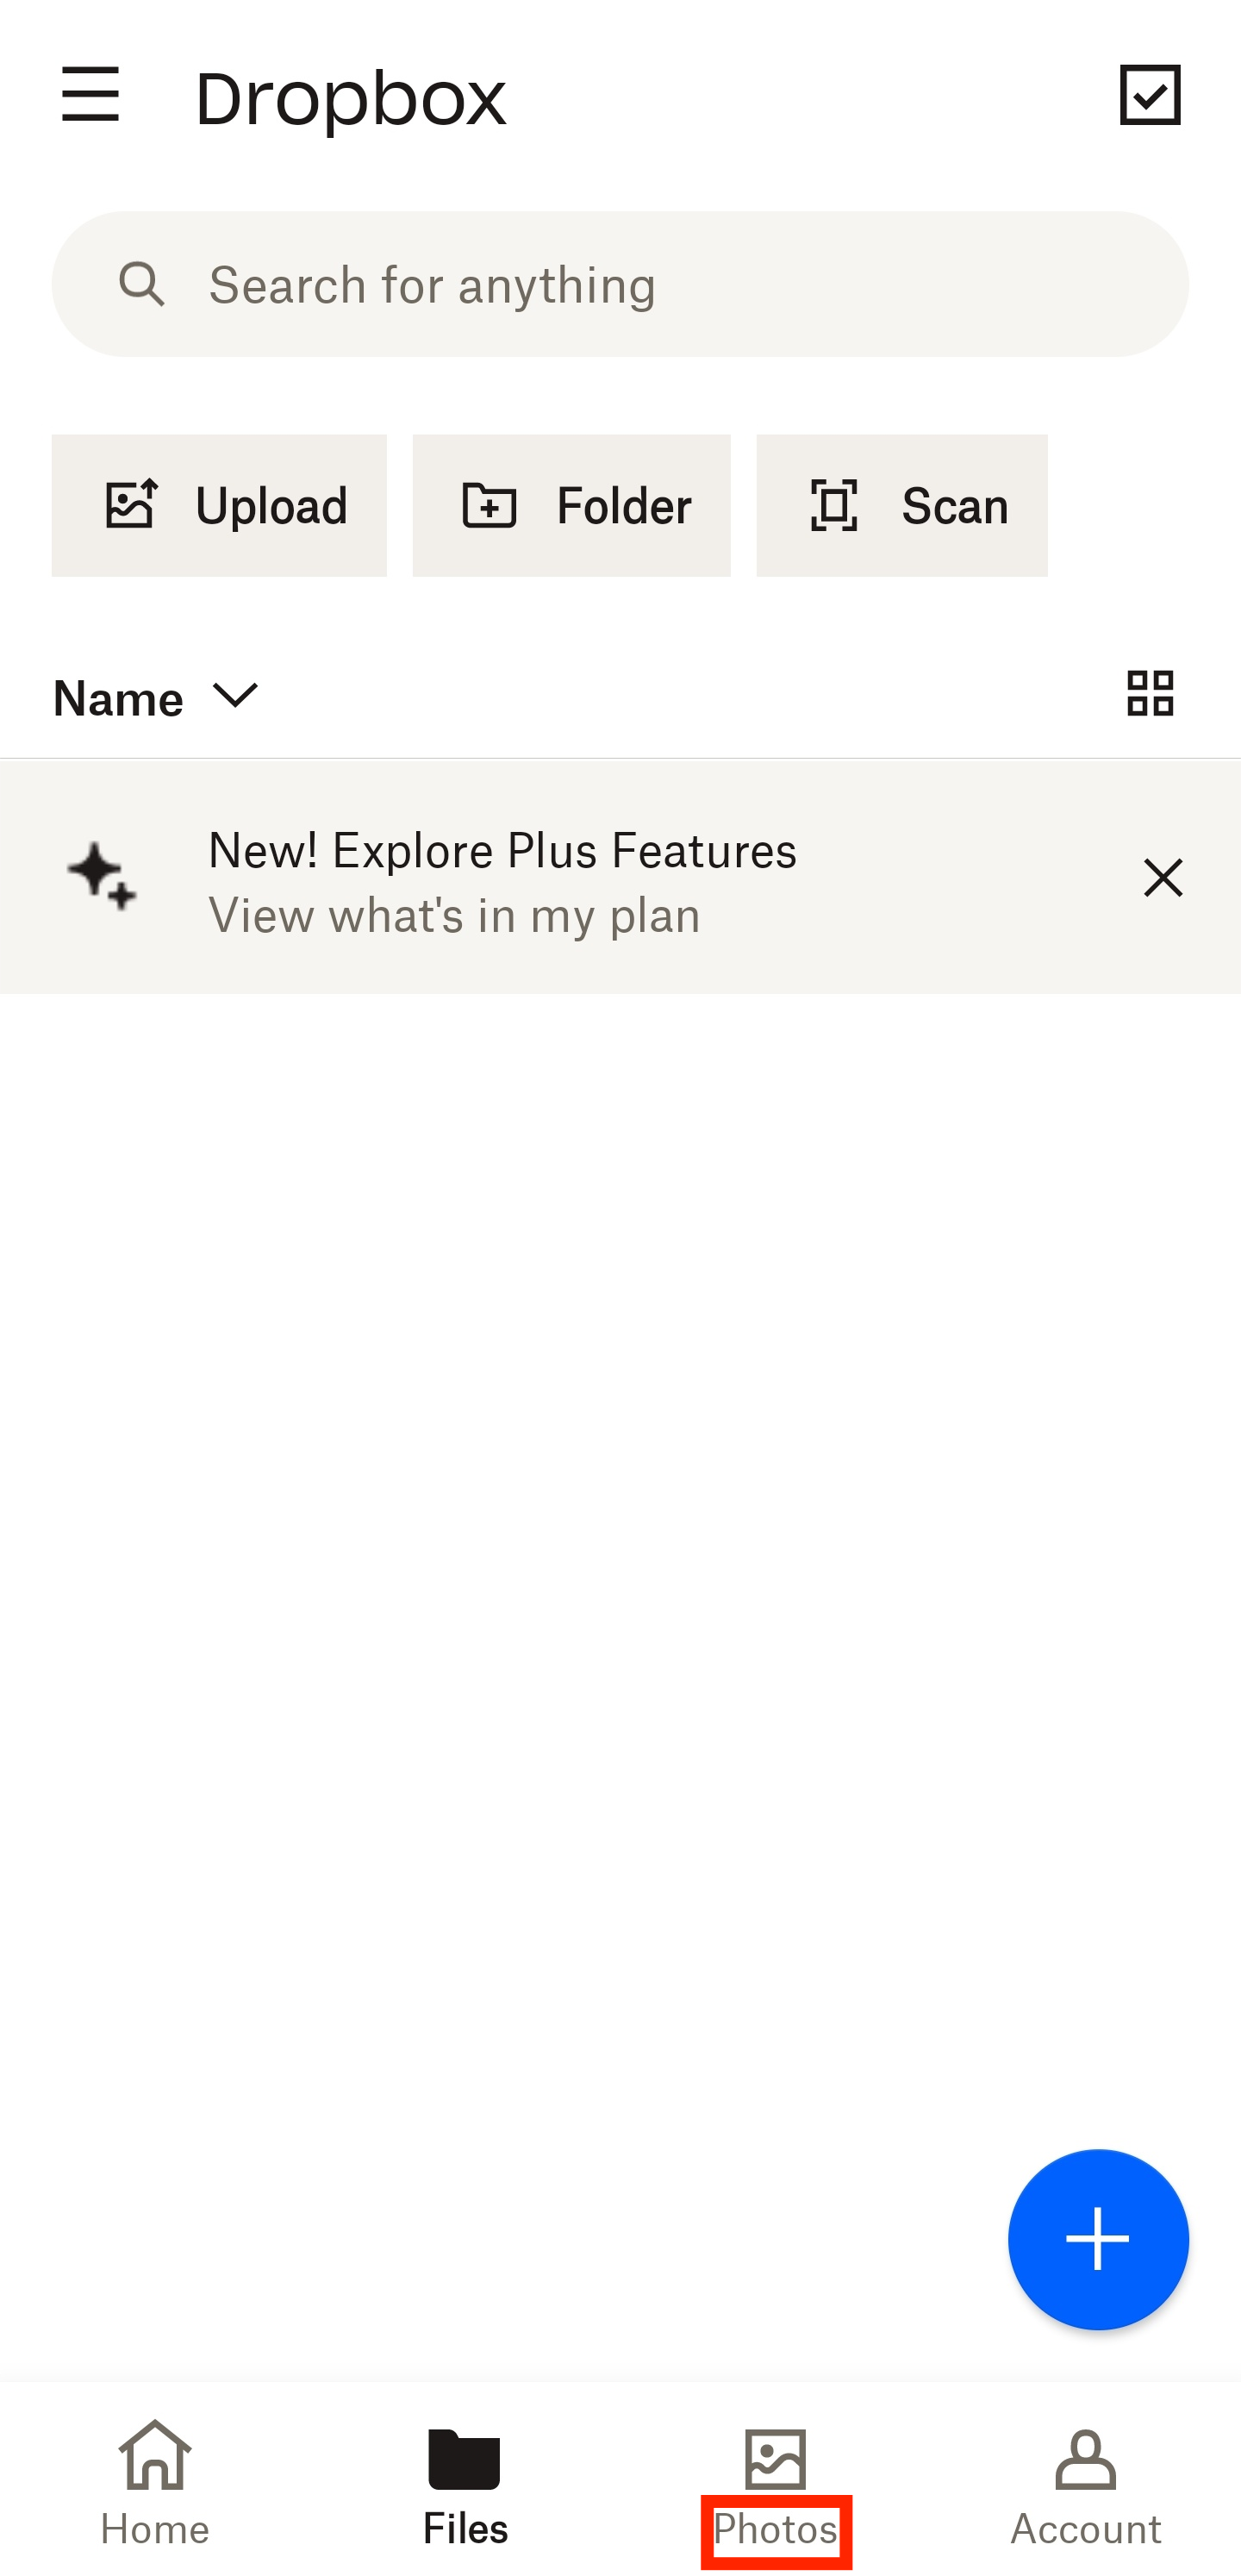 Dropbox
Search for anything
Upload Folder Scan
Name
New! Explore Plus Features
View what's in my plan
Home Files Photos Account